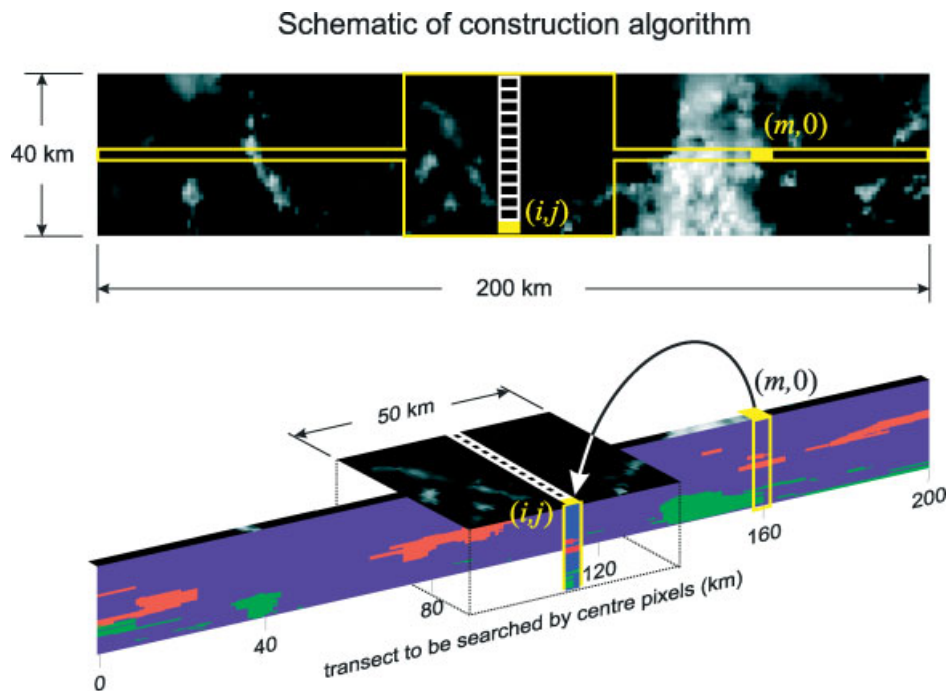 Schematic of construction algorithm
40 km
(m,0)
(i,j)
200 km
(m,0)
50 km
(i,j)
200
160
120
80
40
0
transect to be searched by centre pixels (km)